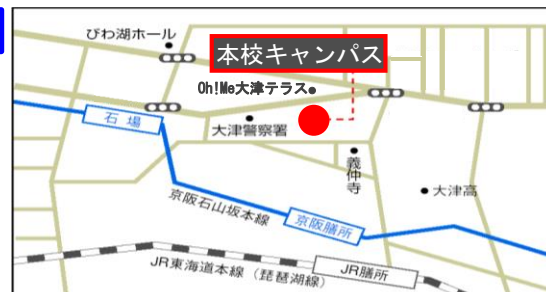 びわ湖ホール
本校キャンパス
Oh!Me大津テラス
石場
大津警察署
義仲寺
大津高
京阪石山坂本線
京阪膳所
JR東海道本線（琵琶湖線）
JR膳所